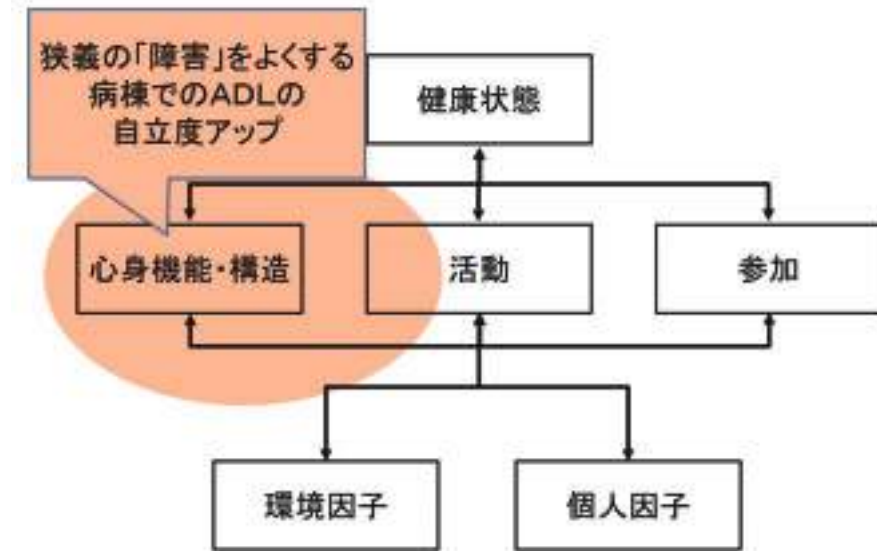 狭義の「障害」をよくする
病棟でのADLの
自立度アップ
健康状態
心身機能・構造
活動
参加
環境因子
個人因子